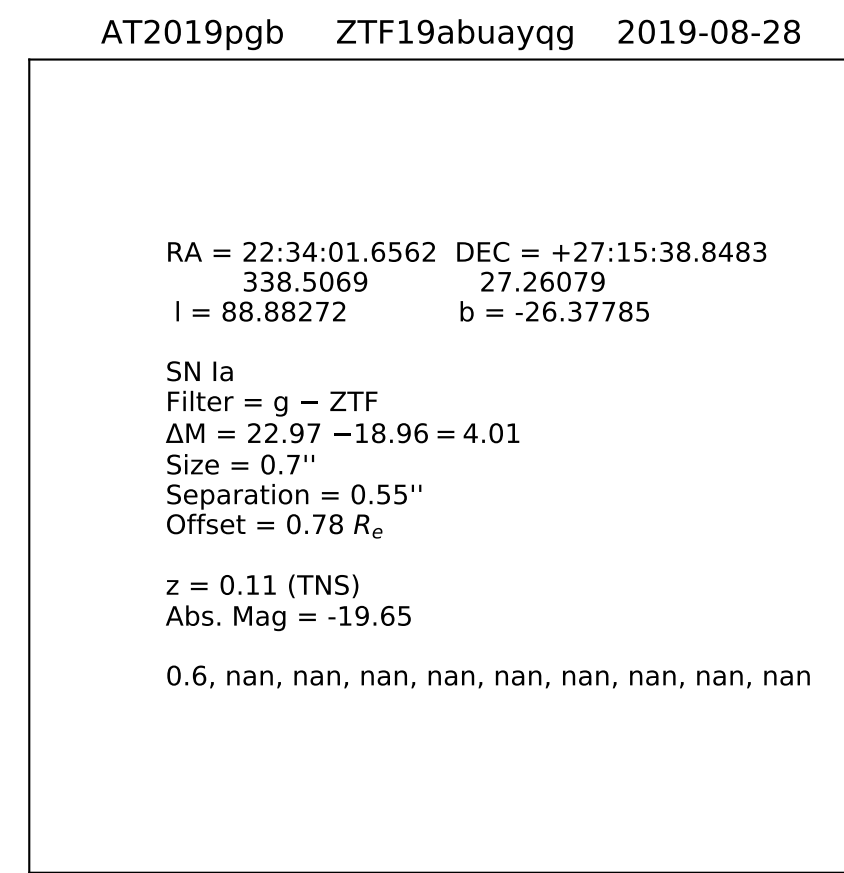 AT2019pgb ZTF19abuayqg 2019-08-28
RA = 22:34:01.6562 DEC = +27:15:38.8483
338.5069 27.26079
l = 88.88272 b = -26.37785
SN Ia
Filter = g − ZTF
ΔM = 22.97 −18.96 = 4.01
Size = 0.7''
Separation = 0.55''
Offset = 0.78 Rₑ
z = 0.11 (TNS)
Abs. Mag = -19.65
0.6, nan, nan, nan, nan, nan, nan, nan, nan, nan